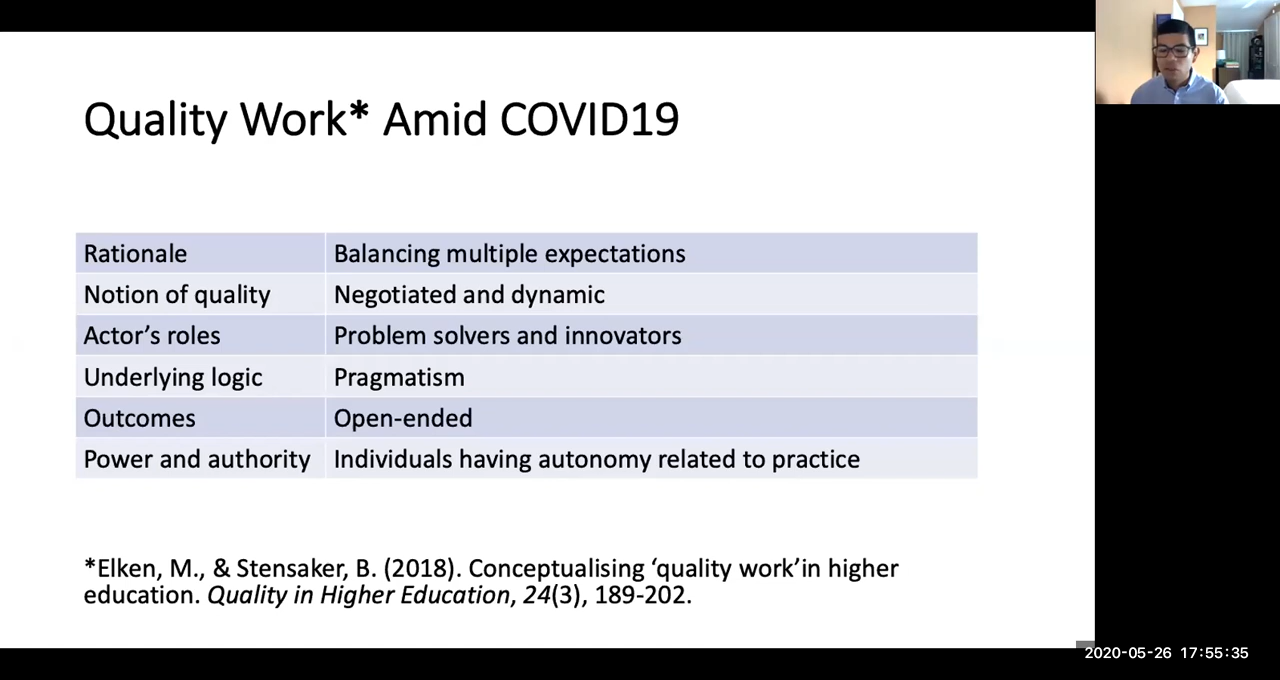 Quality Work* Amid COVID19
Rationale Balancing multiple expectations
Notion of quality Negotiated and dynamic
Actor’s roles Problem solvers and innovators
Underlying logic Pragmatism
Outcomes Open-ended
Power and authority Individuals having autonomy related to practice
*Elken, M., & Stensaker, B. (2018). Conceptualising ‘quality work’in higher
education. Quality in Higher Education, 24(3), 189-202.
2020-05-26 17:55:35